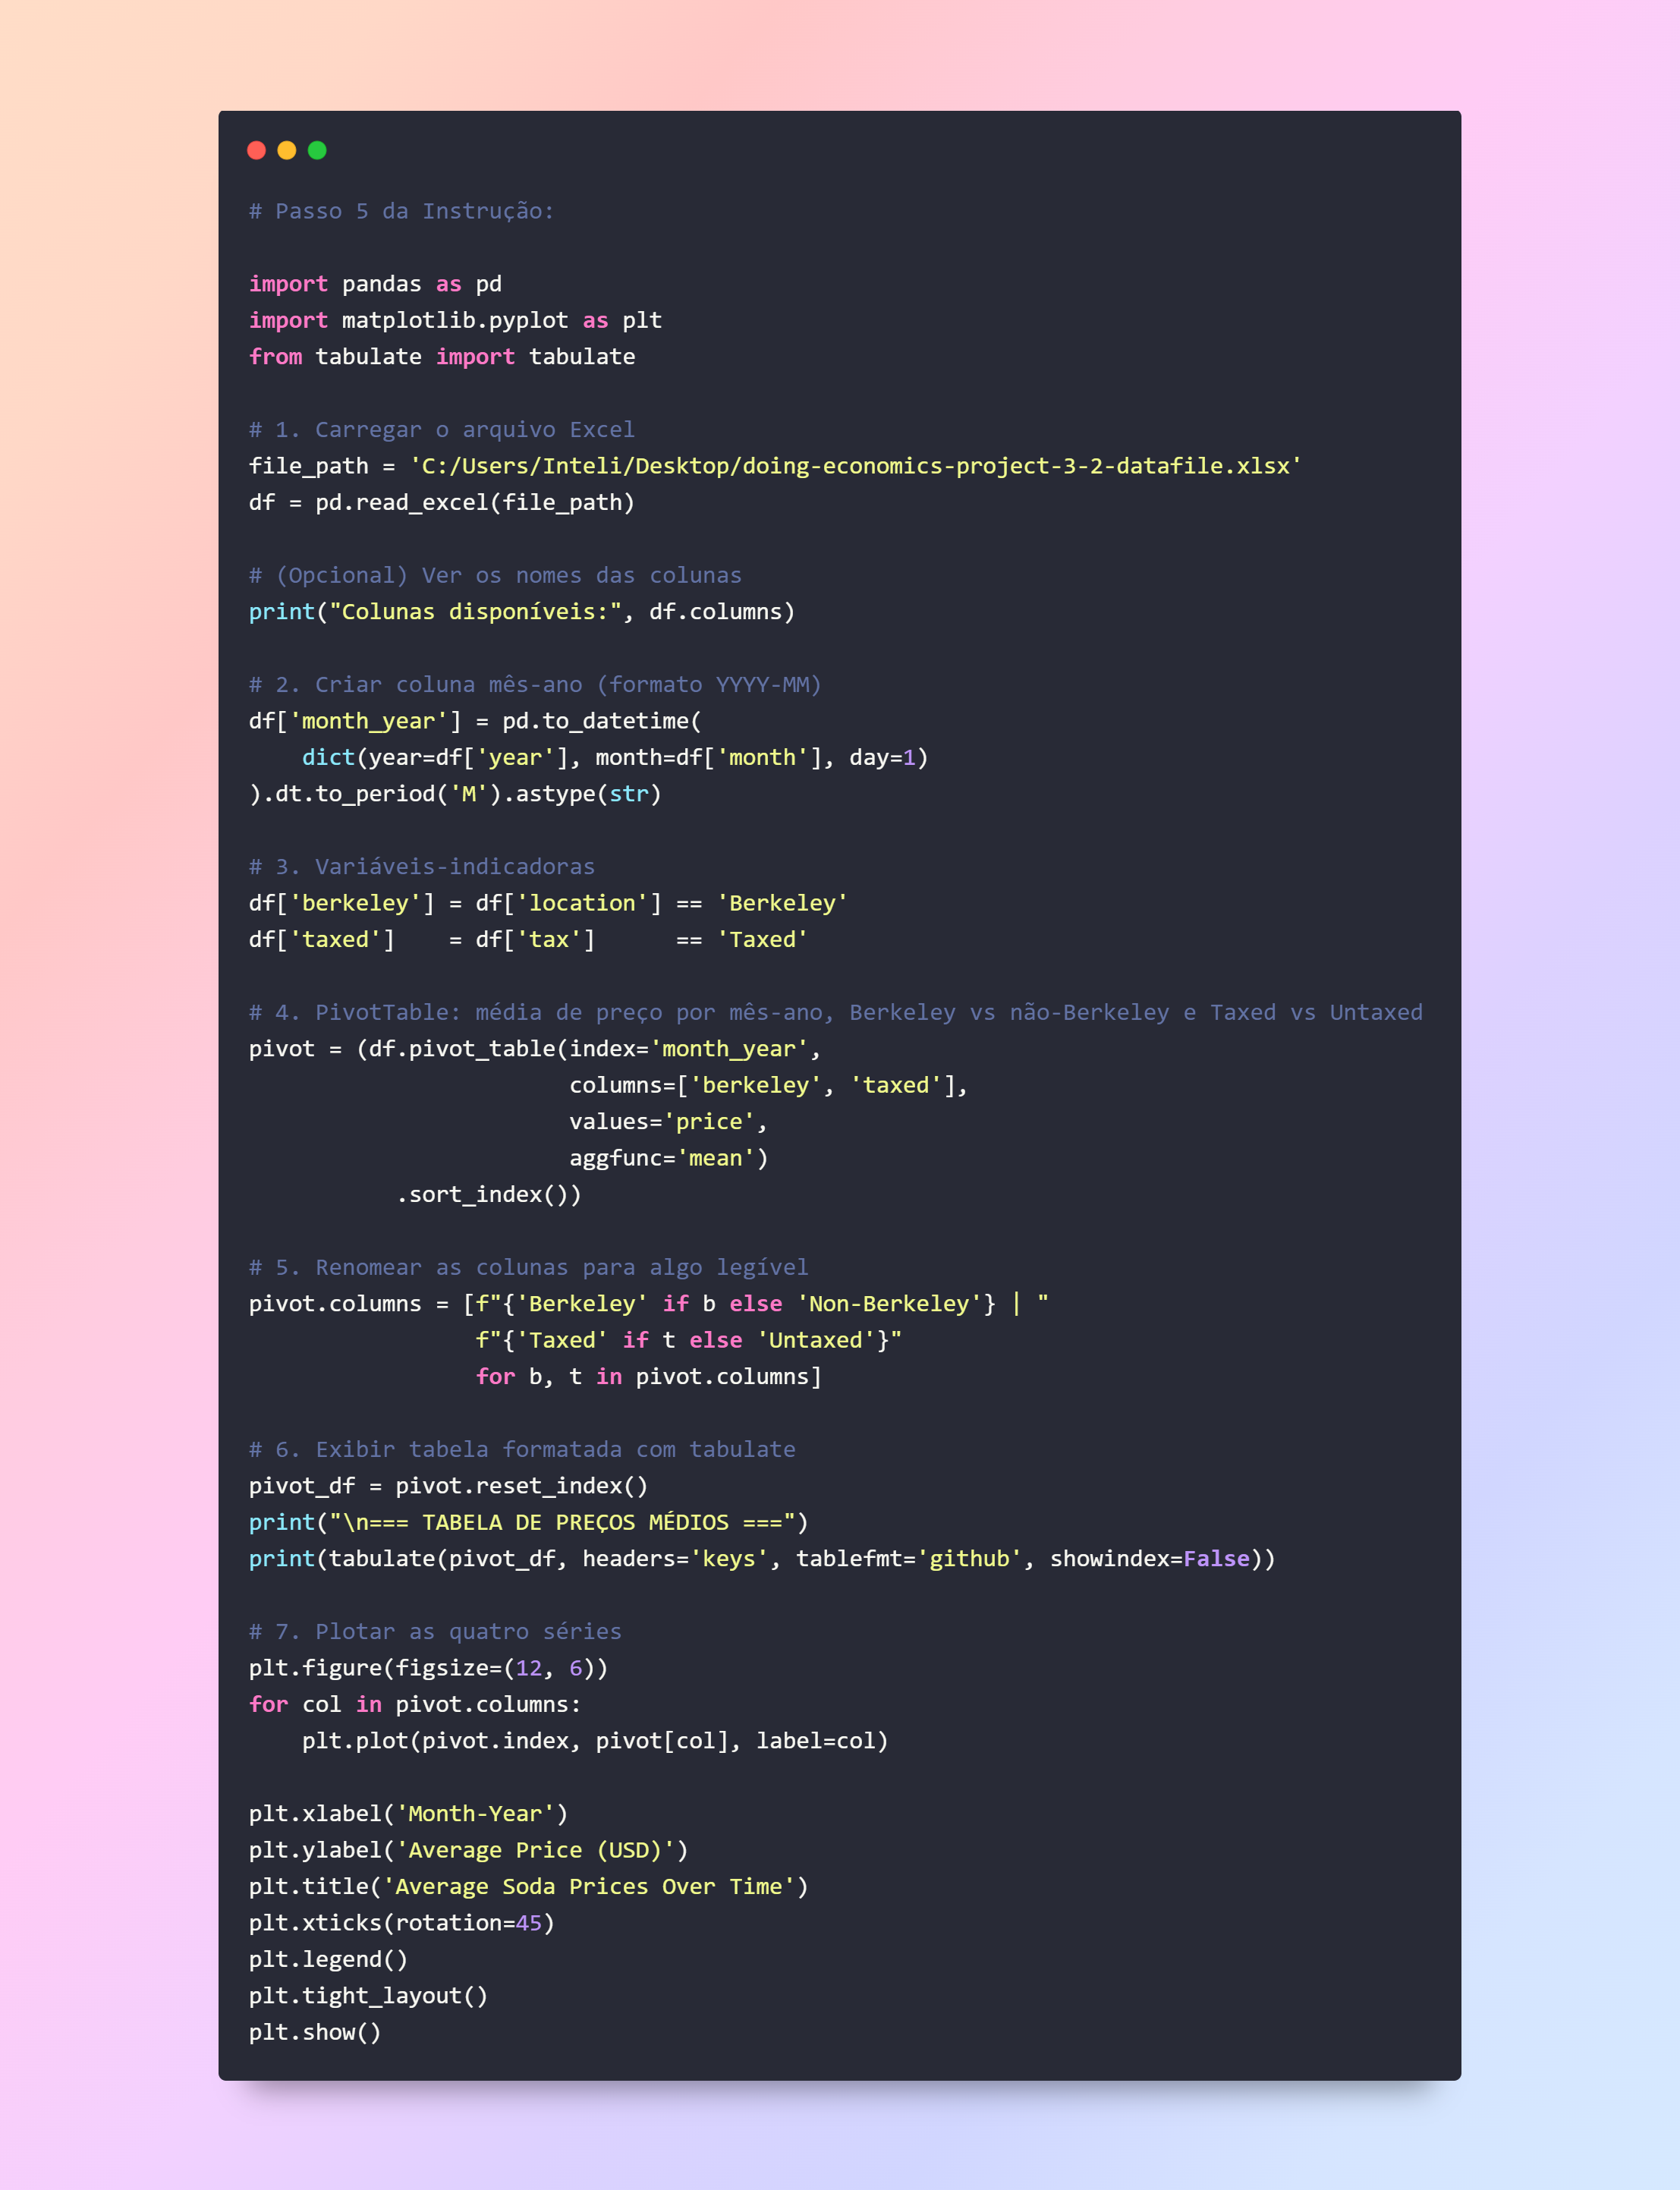 # Passo 5 da Instrução:

import pandas as pd
import matplotlib.pyplot as plt
from tabulate import tabulate

# 1. Carregar o arquivo Excel
file_path = 'C:/Users/Inteli/Desktop/doing-economics-project-3-2-datafile.xlsx'
df = pd.read_excel(file_path)

# (Opcional) Ver os nomes das colunas
print("Colunas disponíveis:", df.columns)

# 2. Criar coluna mês-ano (formato YYYY-MM)
df['month_year'] = pd.to_datetime(
    dict(year=df['year'], month=df['month'], day=1)
).dt.to_period('M').astype(str)

# 3. Variáveis-indicadoras
df['berkeley'] = df['location'] == 'Berkeley'
df['taxed']    = df['tax']      == 'Taxed'

# 4. PivotTable: média de preço por mês-ano, Berkeley vs não-Berkeley e Taxed vs Untaxed
pivot = (df.pivot_table(index='month_year',
                        columns=['berkeley', 'taxed'],
                        values='price',
                        aggfunc='mean')
           .sort_index())

# 5. Renomear as colunas para algo legível
pivot.columns = [f"{'Berkeley' if b else 'Non-Berkeley'} | "
                 f"{'Taxed' if t else 'Untaxed'}"
                 for b, t in pivot.columns]

# 6. Exibir tabela formatada com tabulate
pivot_df = pivot.reset_index()
print("\n=== TABELA DE PREÇOS MÉDIOS ===")
print(tabulate(pivot_df, headers='keys', tablefmt='github', showindex=False))

# 7. Plotar as quatro séries
plt.figure(figsize=(12, 6))
for col in pivot.columns:
    plt.plot(pivot.index, pivot[col], label=col)

plt.xlabel('Month-Year')
plt.ylabel('Average Price (USD)')
plt.title('Average Soda Prices Over Time')
plt.xticks(rotation=45)
plt.legend()
plt.tight_layout()
plt.show()